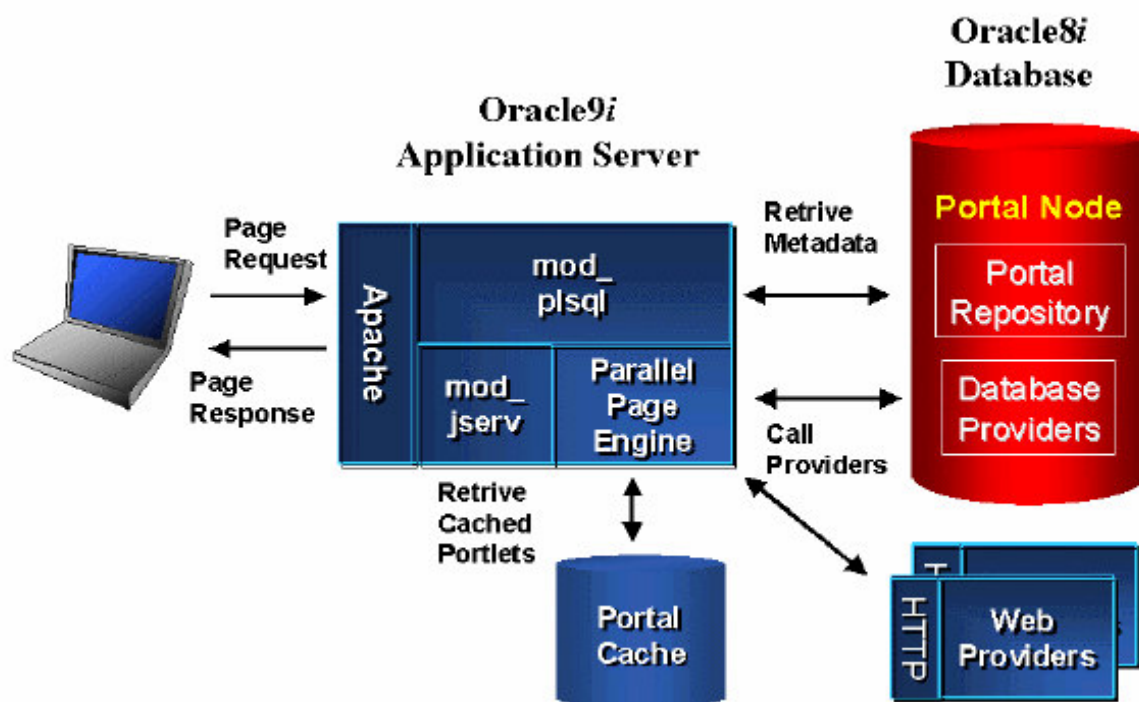 Oracle8i
Database
Oracle9i
Application Server
Portal Node
Portal
Repository
Database
Providers
Page
Request
Page
Response
Apache
mod_
plsql
mod_
jserv
Parallel
Page
Engine
Retrive
Metadata
Call
Providers
Retrive
Cached
Portlets
Portal
Cache
HTTP
Web
Providers